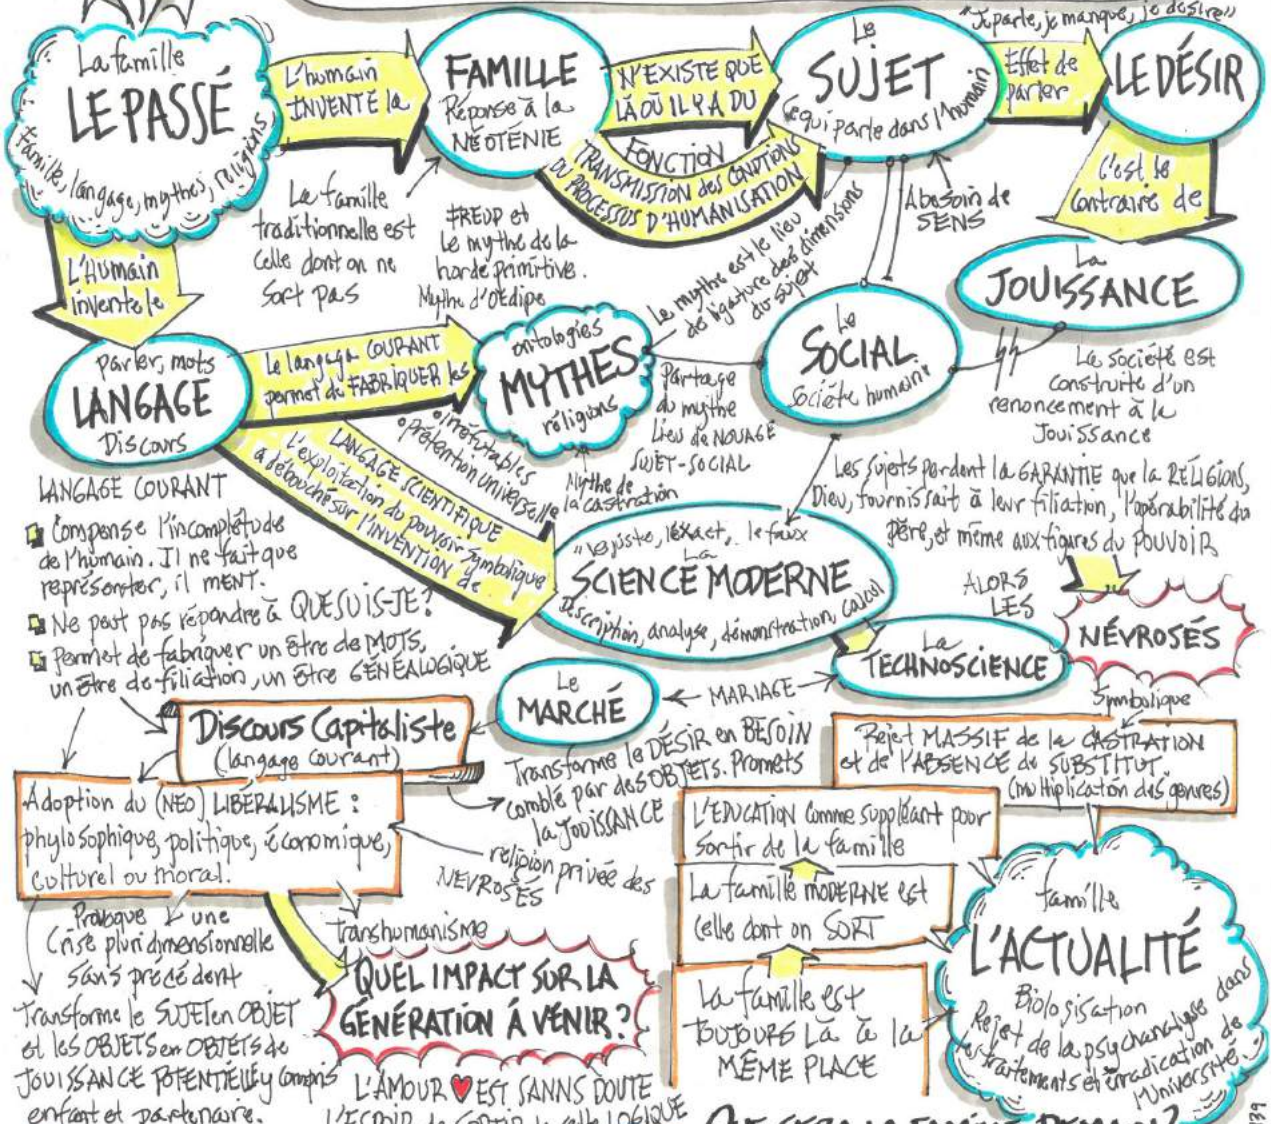 La famille
LE PASSÉ
Famille, langage, mythes, religions
L'humain
INVENTE la
FAMILLE
Réponse à la
NÉOTÉNIE
N'EXISTE QUE
LÀ OÙ IL Y A DU
FONCTION
TRANSMISSION des CONDITIONS
DU PROCESSUS D'HUMANISATION
Le
SUJET
qui parle dans l'humain
"Je parle, je manque, je désire"
Effet de
parler
LE DÉSIR
C'est le
contraire de
La
JOUISSANCE
A besoin de
SENS
La famille
traditionnelle est
celle dont on ne
sort pas
FREUD et
Le mythe de la
horde primitive.
Mythe d'Oedipe
L'Humain
invente le
parler, mots
LANGAGE
Discours
Le langage COURANT
permet de FABRIQUER les
ontologies
MYTHES
réligions
Le mythe est le lieu
de ligature des dimensions
du sujet
Partage
du mythe
Lieu de NOUAGE
SUJET-SOCIAL
Le
SOCIAL
Société humaine
La société est
construite d'un
renoncement à la
Jouissance
• irréfutables
• prétention universelle
Mythe de
la castration
LANGAGE SCIENTIFIQUE
L'exploitation du pouvoir symbolique
a débouché sur l'INVENTION de
"Le juste, l'exact, le faux
La
SCIENCE MODERNE
Description, analyse, démonstration, calcul
Les sujets perdent la GARANTIE que la RELIGION,
Dieu, fournissait à leur filiation, l'opérabilité du
père, et même aux figures du POUVOIR
ALORS
LES
NÉVROSÉS
LANGAGE COURANT
Compense l'incomplétude
de l'humain. Il ne fait que
représenter, il MENT.
Ne peut pas répondre à QUE SUIS-JE?
Permet de fabriquer un être de MOTS,
un être de filiation, un être GÉNÉALOGIQUE
Le
MARCHÉ
MARIAGE
La
TECHNOSCIENCE
Symbolique
Rejet MASSIF de la CASTRATION
et de l'ABSENCE de SUBSTITUT
(multiplication des genres)
Discours Capitaliste
(langage courant)
Transforme le DÉSIR en BESOIN
comblé par des OBJETS. Promets
la JOUISSANCE
Adoption du (NÉO) LIBÉRALISME :
phylosophique, politique, économique,
culturel ou moral.
religion privée des
NÉVROSÉS
L'EDUCATION comme suppléant pour
sortir de la famille
La famille MODERNE est
celle dont on SORT
La famille est
TOUJOURS Là à la
MÊME PLACE
famille
L'ACTUALITÉ
Biologisation
Rejet de la psychanalyse dans
les traitements et éradication de
l'Université.
Provoque une
crise pluridimensionnelle
sans précédent
Transforme le SUJET en OBJET
et les OBJETS en OBJETS de
JOUISSANCE POTENTIELLE y compris
enfant et partenaire.
Transhumanisme
QUEL IMPACT SUR LA
GÉNÉRATION À VENIR ?
L'AMOUR EST SANNS DOUTE
L'ESPOIR de SORTIR de cette LOGIQUE
QUE SERA LA FAMILLE DEMAIN?